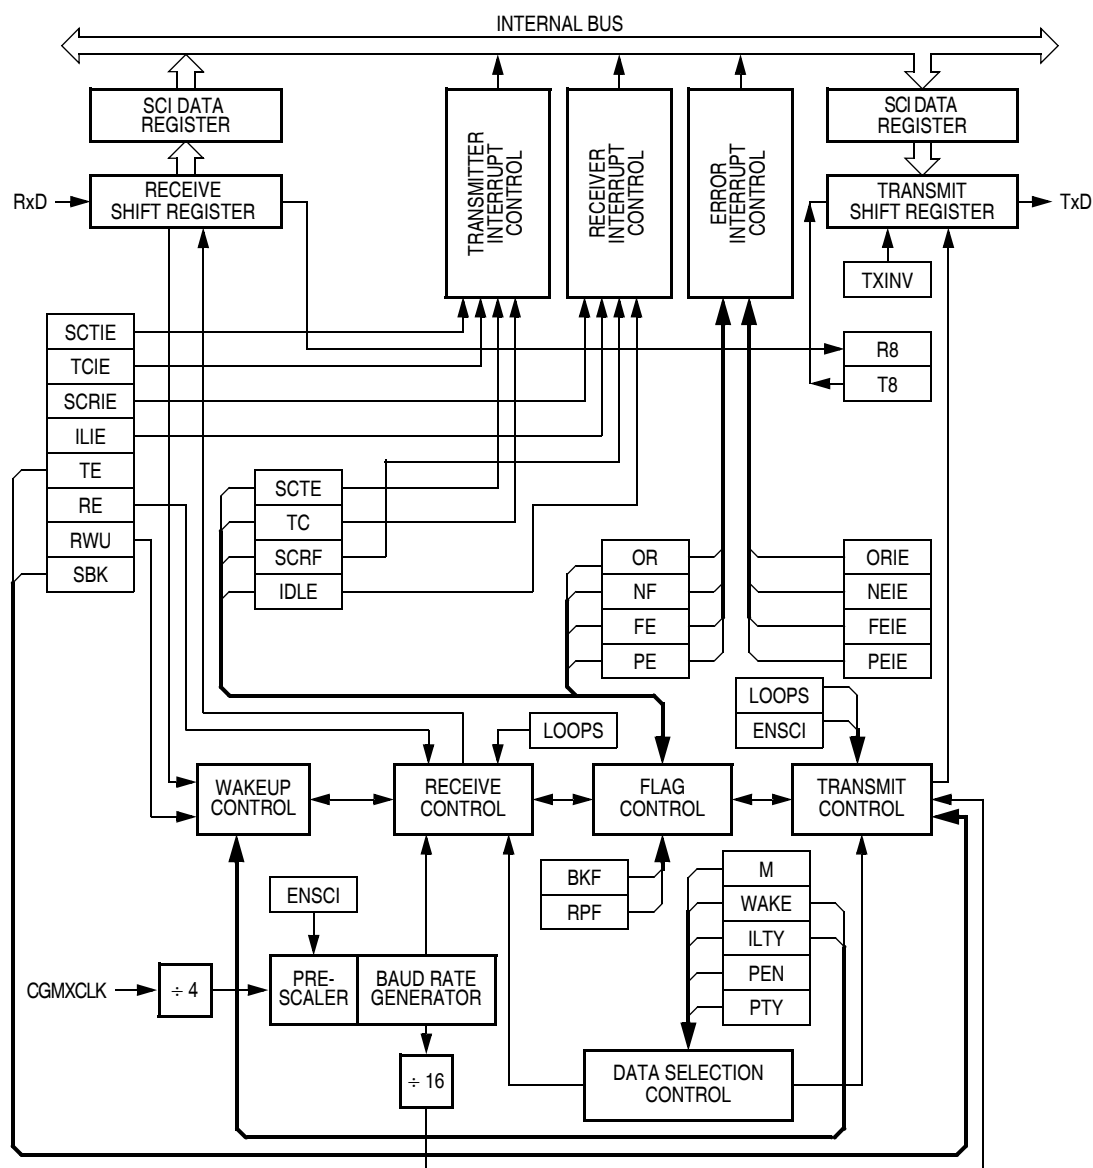 INTERNAL BUS
SCI DATA
REGISTER
TRANSMITTER
INTERRUPT
CONTROL
RECEIVER
INTERRUPT
CONTROL
ERROR
INTERRUPT
CONTROL
SCI DATA
REGISTER
RxD
RECEIVE
SHIFT REGISTER
TRANSMIT
SHIFT REGISTER
TxD
TXINV
SCTIE
TCIE
SCRIE
ILIE
TE
RE
RWU
SBK
R8
T8
SCTE
TC
SCRF
IDLE
OR
NF
FE
PE
ORIE
NEIE
FEIE
PEIE
LOOPS
ENSCI
LOOPS
WAKEUP
CONTROL
RECEIVE
CONTROL
FLAG
CONTROL
TRANSMIT
CONTROL
BKF
RPF
M
WAKE
ILTY
PEN
PTY
ENSCI
CGMXCLK
÷ 4
PRE-
SCALER
BAUD RATE
GENERATOR
÷ 16
DATA SELECTION
CONTROL